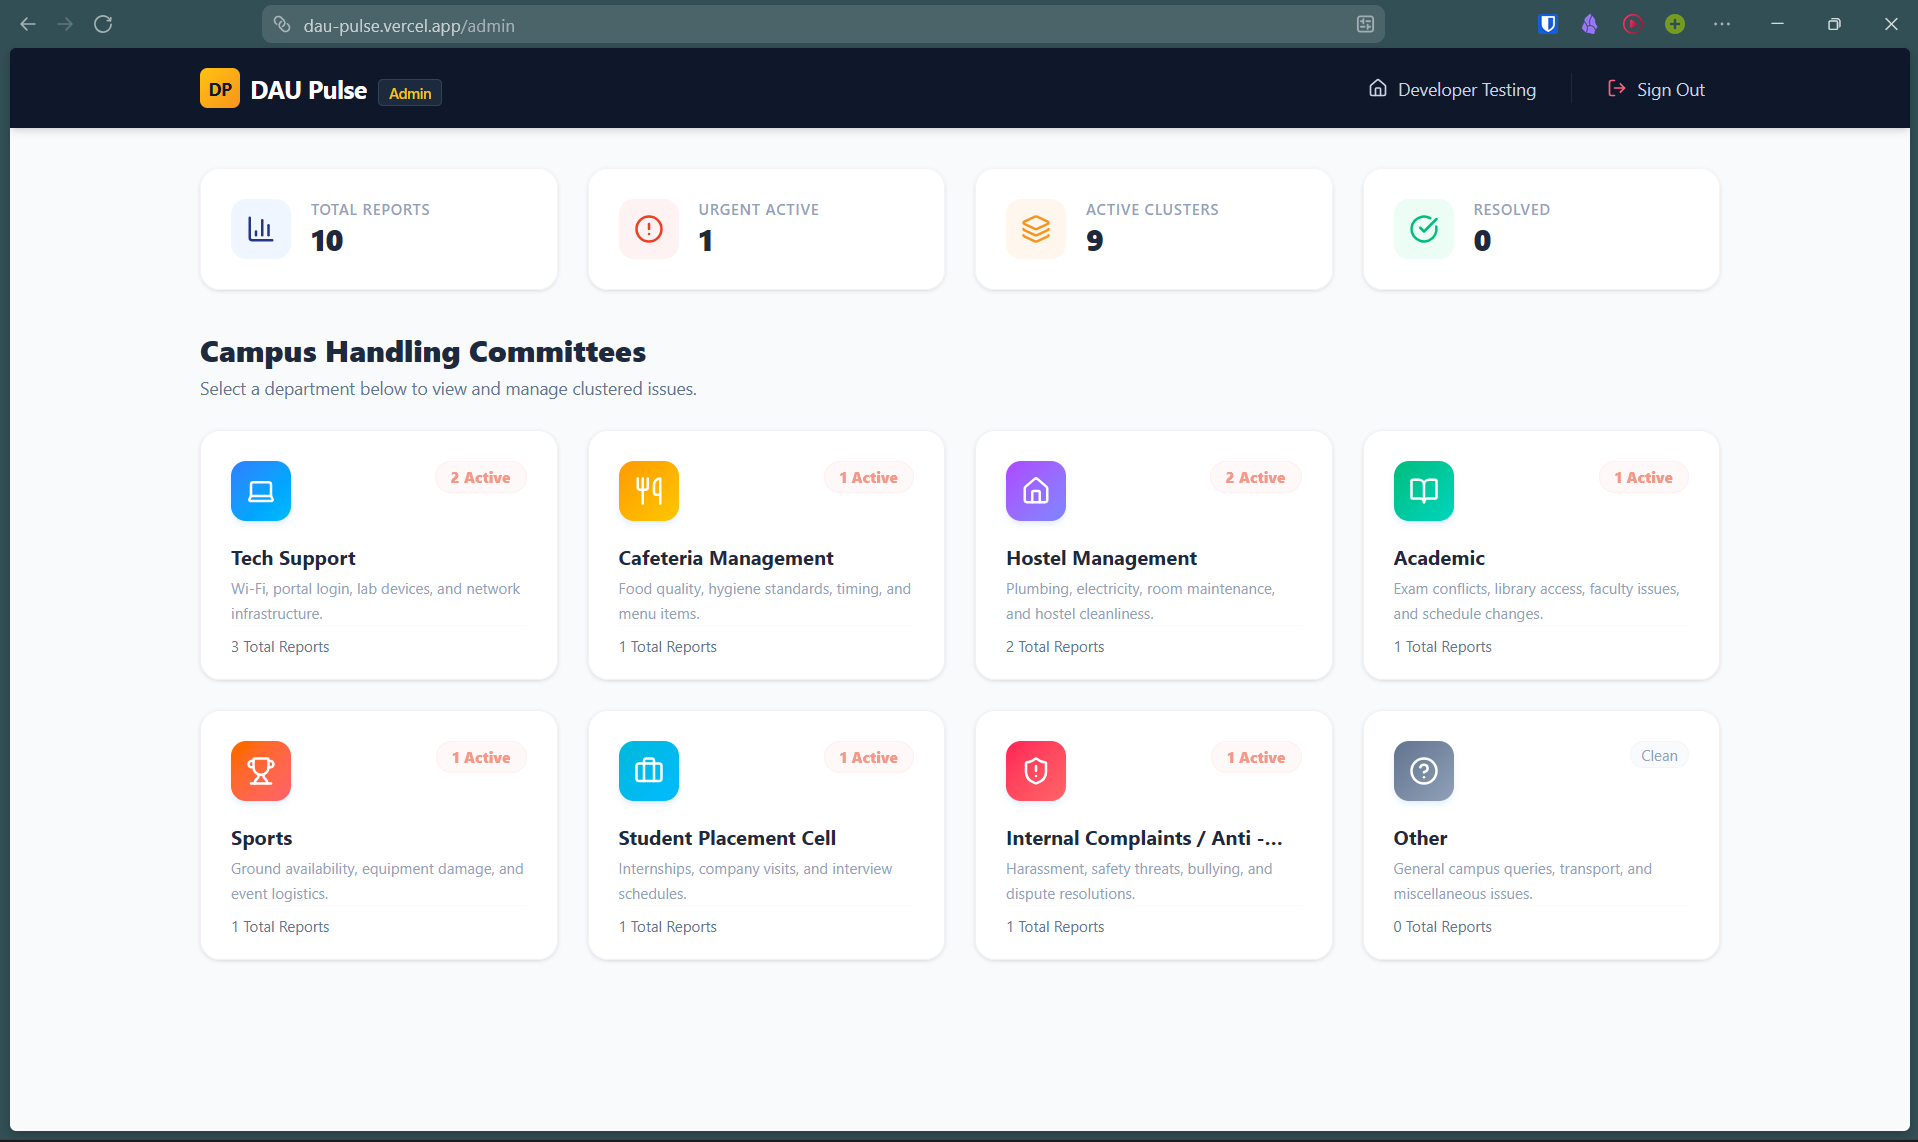 dau-pulse.vercel.app/admin
DP DAU Pulse Admin
Developer Testing
Sign Out
TOTAL REPORTS
10
URGENT ACTIVE
1
ACTIVE CLUSTERS
9
RESOLVED
0
Campus Handling Committees
Select a department below to view and manage clustered issues.
2 Active
Tech Support
Wi-Fi, portal login, lab devices, and network
infrastructure.
3 Total Reports
1 Active
Cafeteria Management
Food quality, hygiene standards, timing, and
menu items.
1 Total Reports
2 Active
Hostel Management
Plumbing, electricity, room maintenance,
and hostel cleanliness.
2 Total Reports
1 Active
Academic
Exam conflicts, library access, faculty issues,
and schedule changes.
1 Total Reports
1 Active
Sports
Ground availability, equipment damage, and
event logistics.
1 Total Reports
1 Active
Student Placement Cell
Internships, company visits, and interview
schedules.
1 Total Reports
1 Active
Internal Complaints / Anti -...
Harassment, safety threats, bullying, and
dispute resolutions.
1 Total Reports
Clean
Other
General campus queries, transport, and
miscellaneous issues.
0 Total Reports